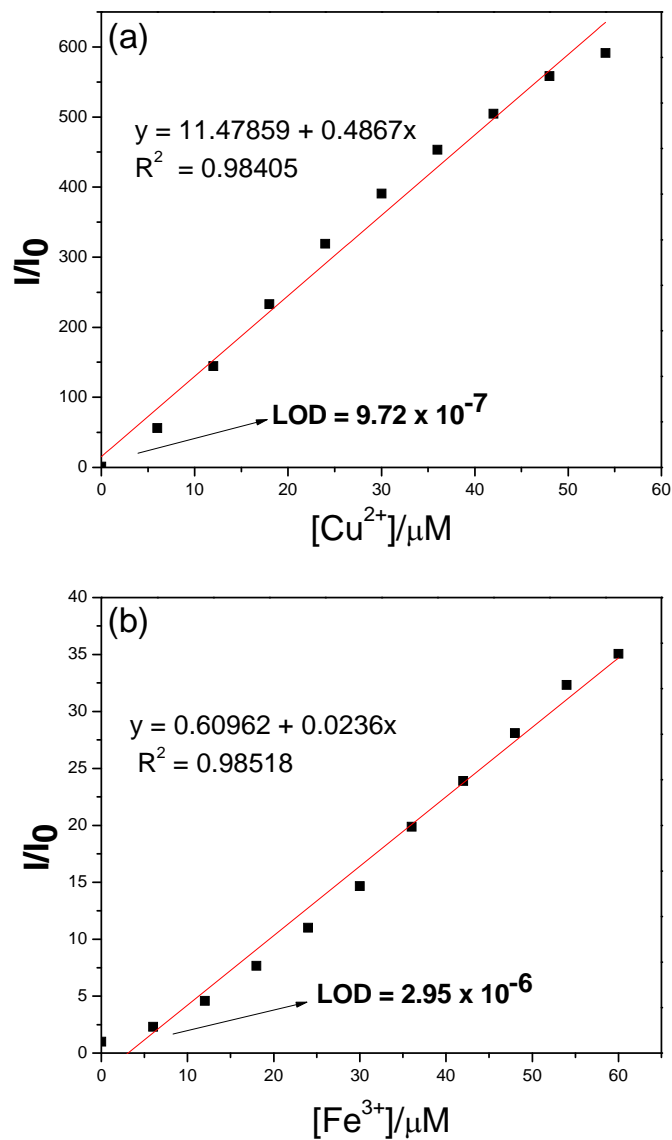 (a)
600
500
400
300
200
100
0
y = 11.47859 + 0.4867x
R² = 0.98405
LOD = 9.72 x 10⁻⁷
I/I₀
0 10 20 30 40 50 60
[Cu²⁺]/μM
(b)
40
35
30
25
20
15
10
5
0
y = 0.60962 + 0.0236x
R² = 0.98518
LOD = 2.95 x 10⁻⁶
I/I₀
0 10 20 30 40 50 60
[Fe³⁺]/μM